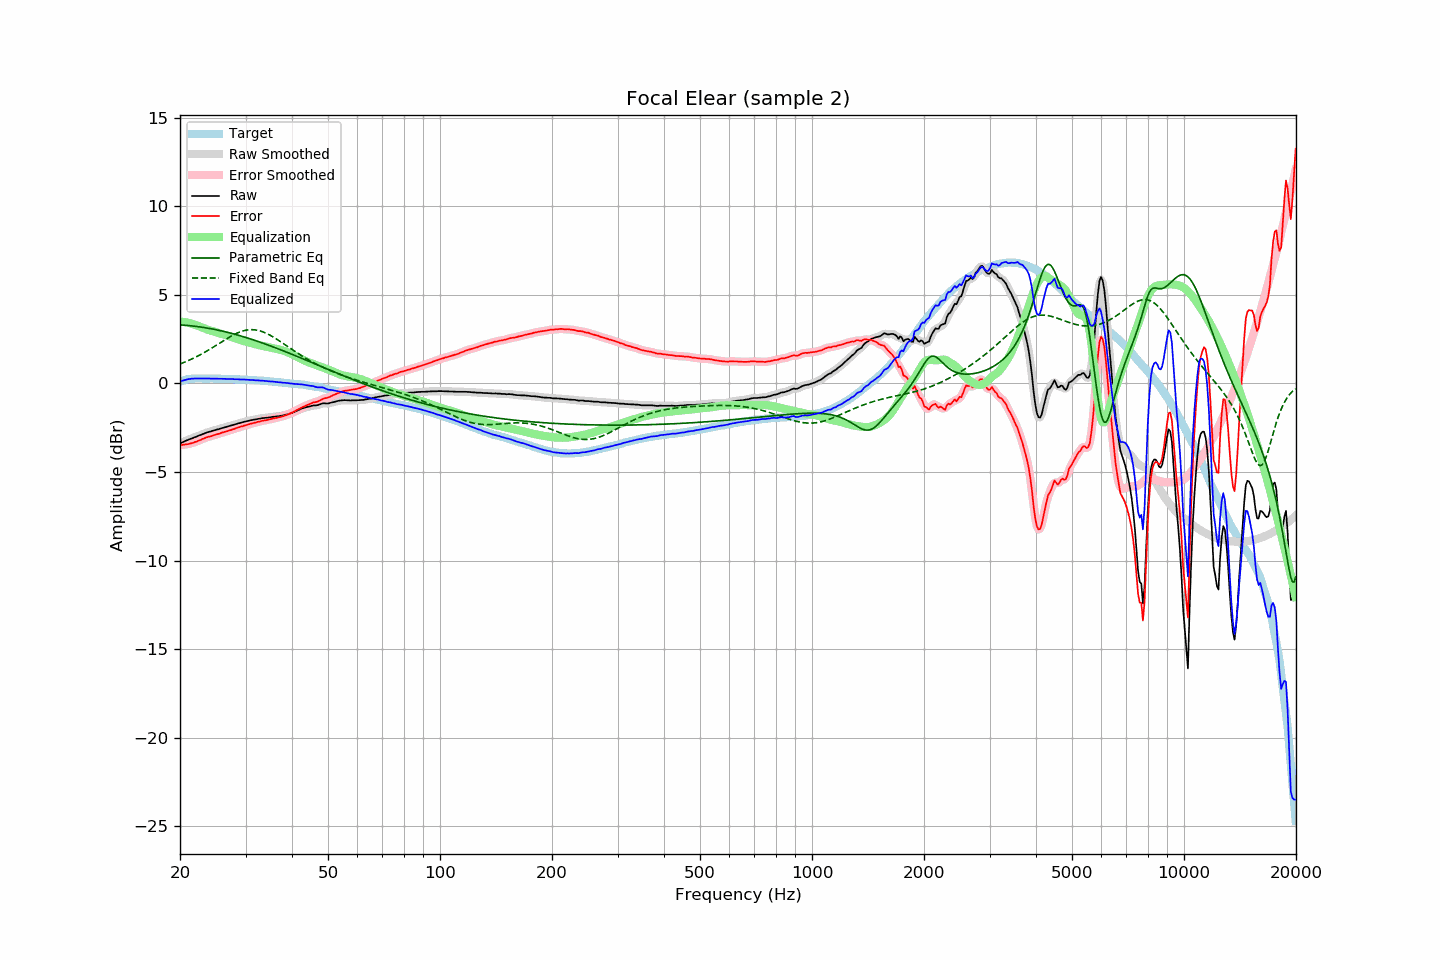 Focal Elear (sample 2)
15
10
5
0
−5
−10
−15
−20
−25
Amplitude (dBr)
Target
Raw Smoothed
Error Smoothed
Raw
Error
Equalization
Parametric Eq
Fixed Band Eq
Equalized
20 50 100 200 500 1000 2000 5000 10000 20000
Frequency (Hz)